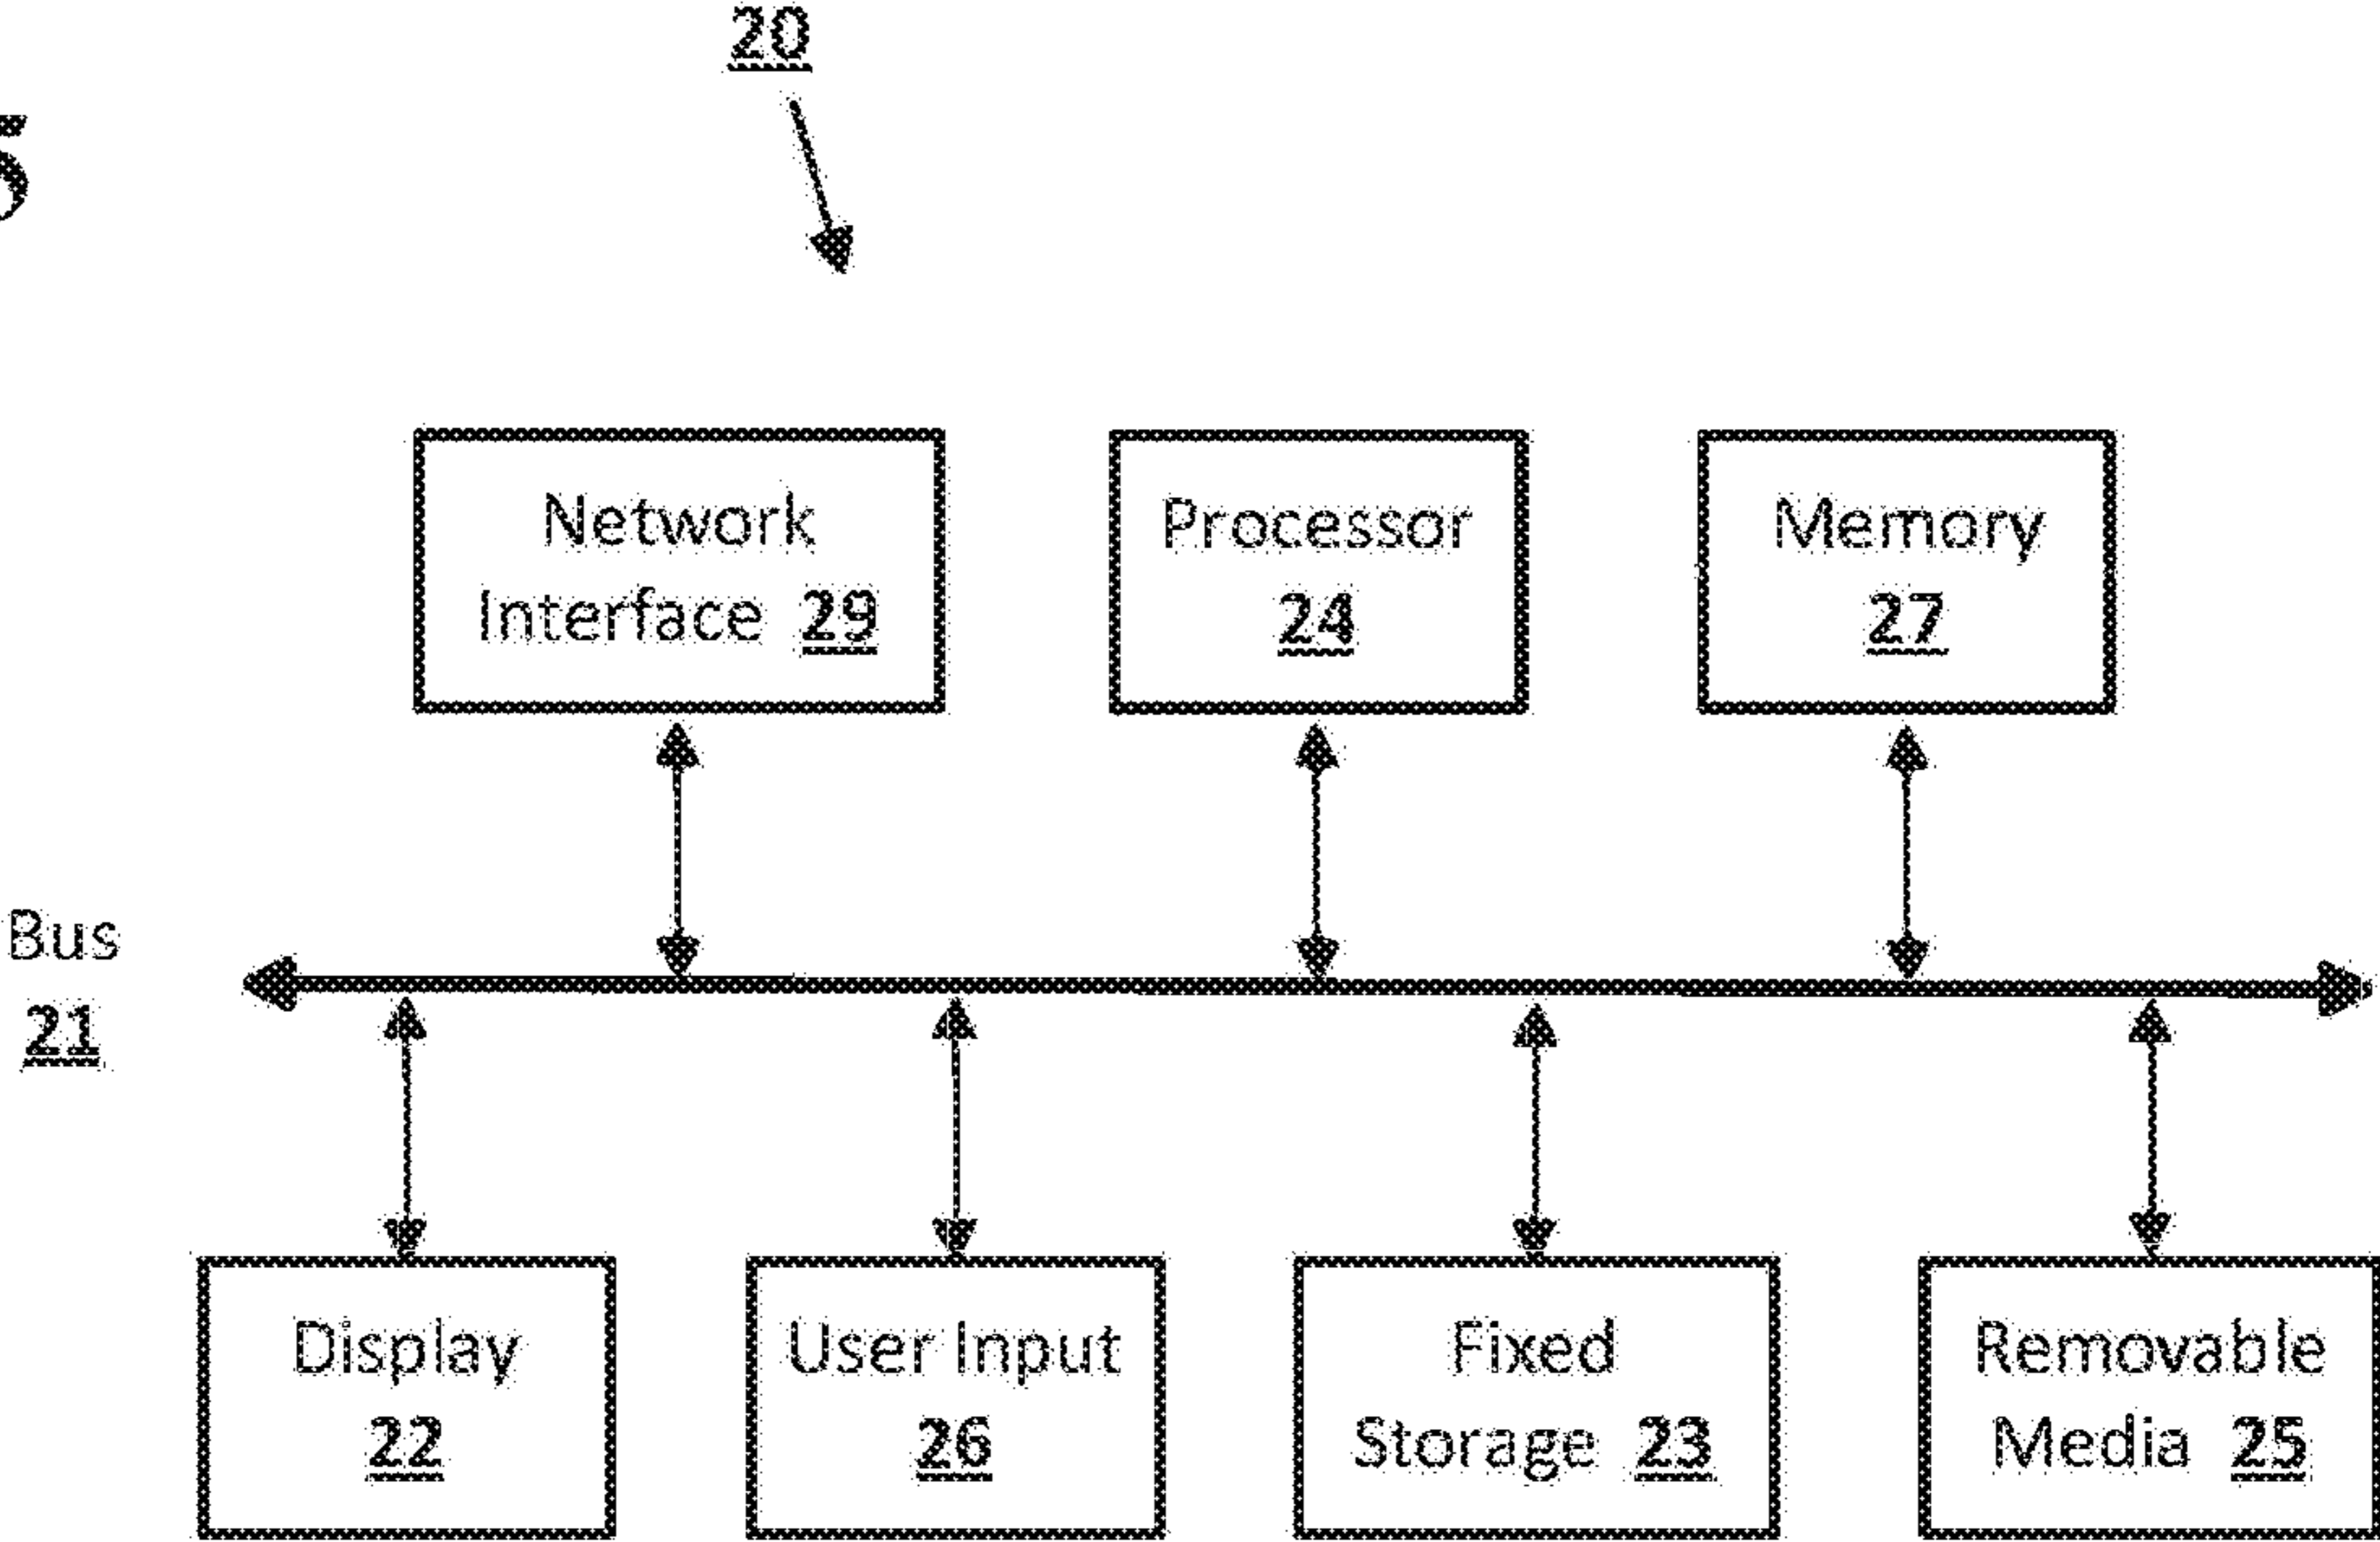 20
5
Network
Interface 29
Processor
24
Memory
27
Bus
21
Display
22
User Input
26
Fixed
Storage 23
Removable
Media 25